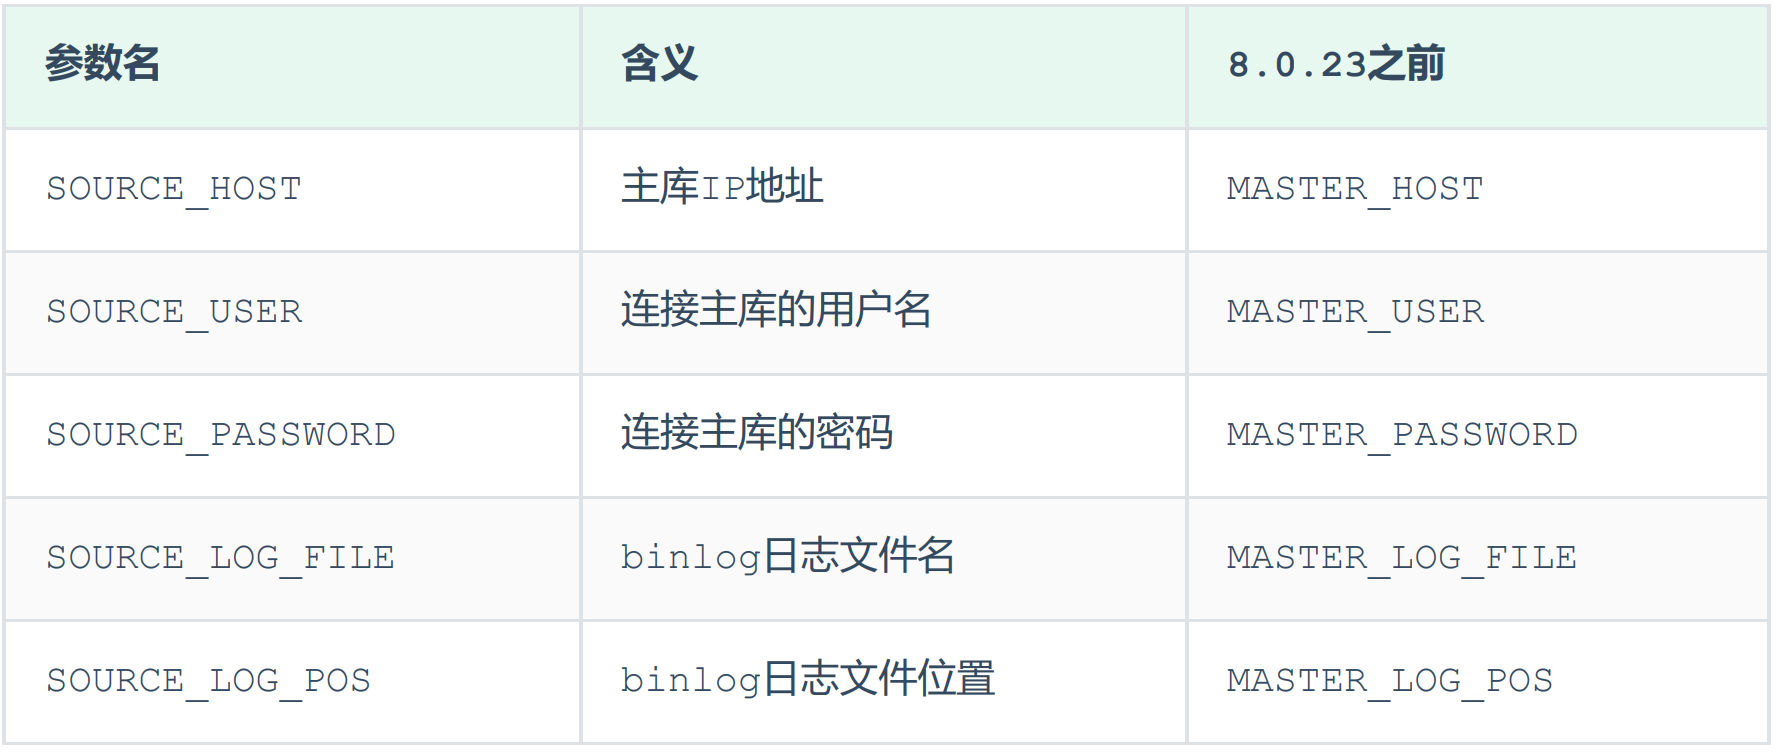 参数名 含义 8.0.23之前
SOURCE_HOST 主库IP地址 MASTER_HOST
SOURCE_USER 连接主库的用户名 MASTER_USER
SOURCE_PASSWORD 连接主库的密码 MASTER_PASSWORD
SOURCE_LOG_FILE binlog日志文件名 MASTER_LOG_FILE
SOURCE_LOG_POS binlog日志文件位置 MASTER_LOG_POS